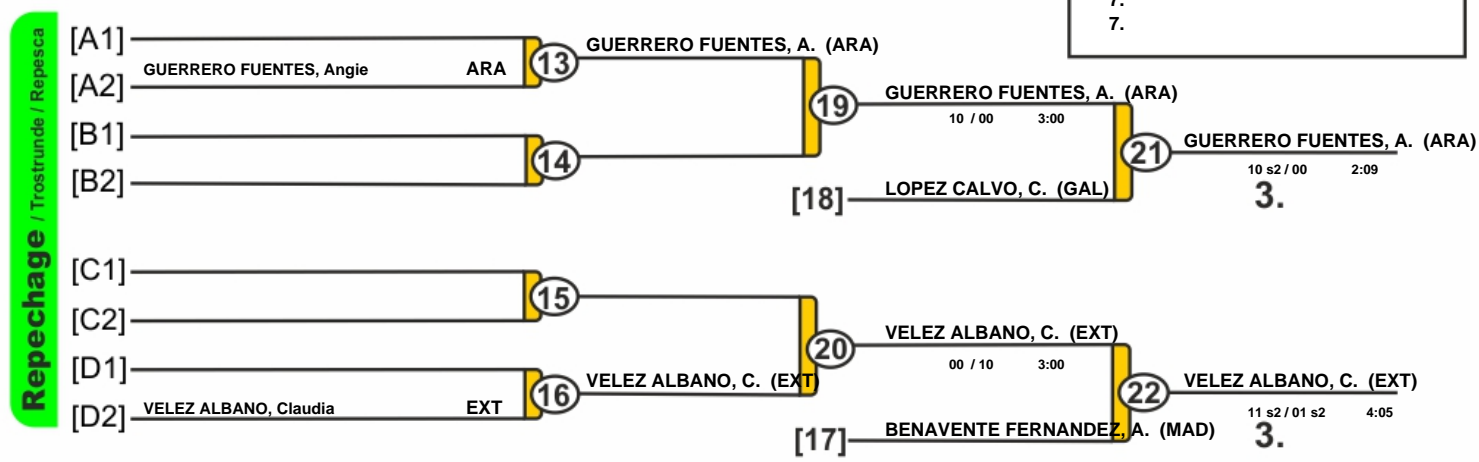 7.
7.
Repechage / Trostrunde / Repesca
[A1]
GUERRERO FUENTES, Angie ARA
[A2]
13
GUERRERO FUENTES, A. (ARA)
[B1]
[B2]
14
19
GUERRERO FUENTES, A. (ARA)
10 / 00 3:00
[18]
LOPEZ CALVO, C. (GAL)
21
GUERRERO FUENTES, A. (ARA)
10 s2 / 00 2:09
3.
[C1]
[C2]
15
[D1]
VELEZ ALBANO, Claudia EXT
[D2]
16
VELEZ ALBANO, C. (EXT)
20
VELEZ ALBANO, C. (EXT)
00 / 10 3:00
[17]
BENAVENTE FERNANDEZ, A. (MAD)
22
VELEZ ALBANO, C. (EXT)
11 s2 / 01 s2 4:05
3.